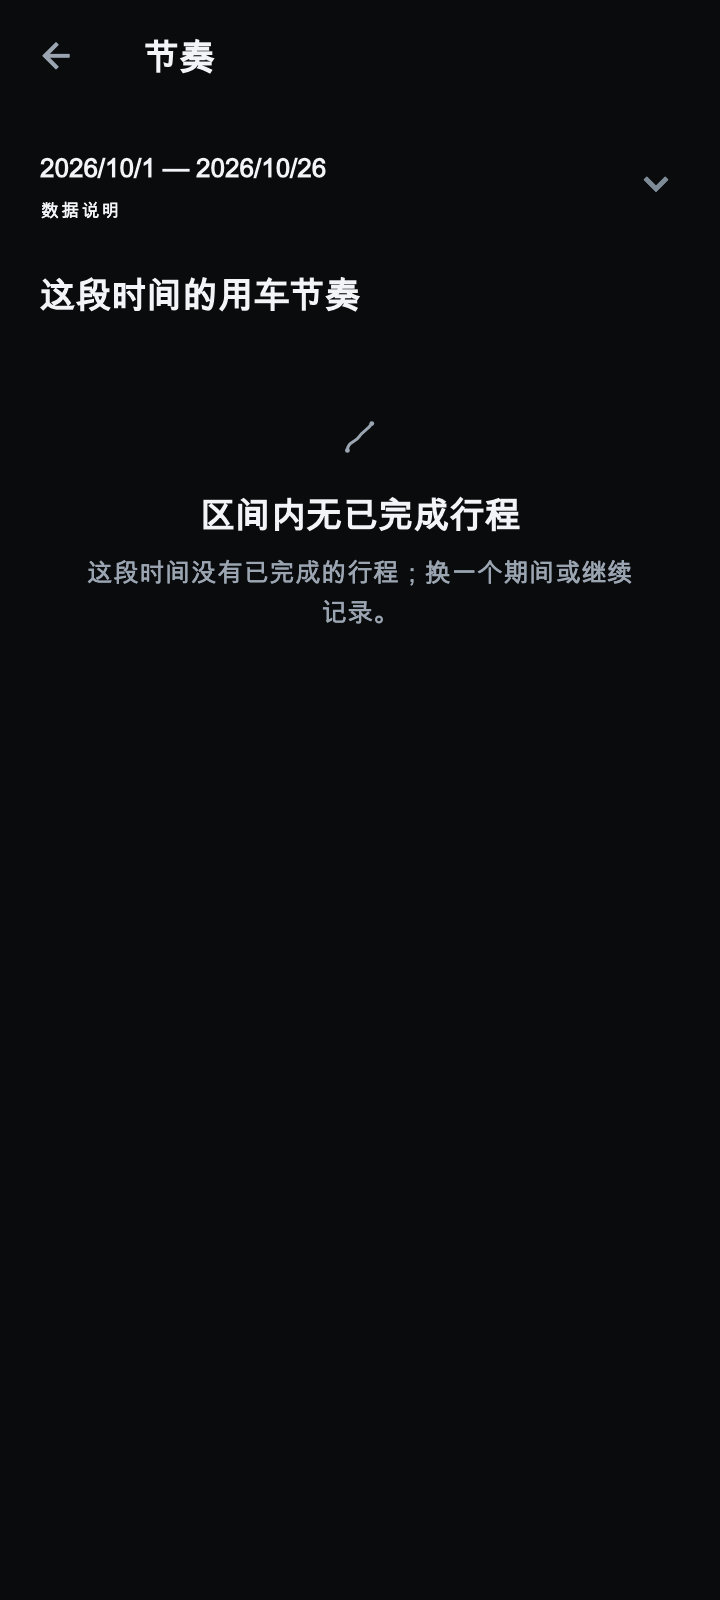 节奏
2026/10/1 — 2026/10/26
数据说明
这段时间的用车节奏
区间内无已完成行程
这段时间没有已完成的行程；换一个期间或继续
记录。